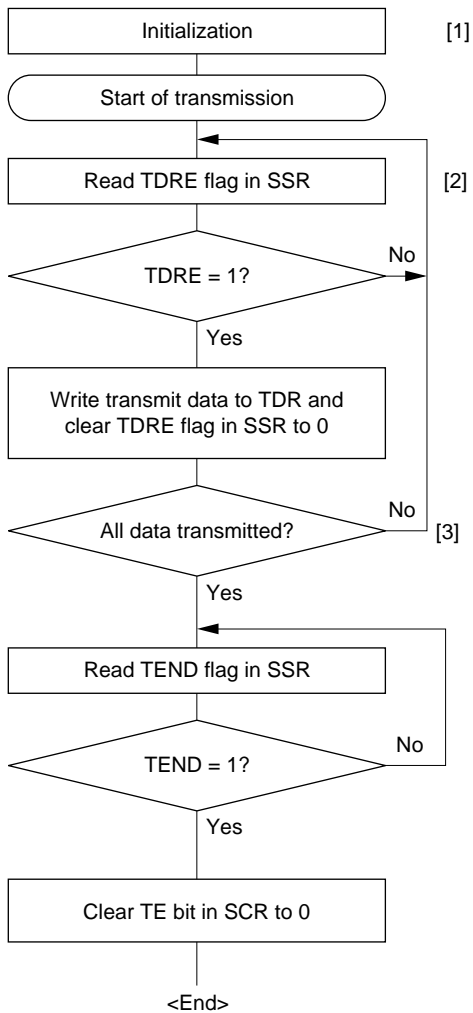 Initialization
[1]
Start of transmission
Read TDRE flag in SSR
[2]
TDRE = 1?
No
Yes
Write transmit data to TDR and
clear TDRE flag in SSR to 0
All data transmitted?
No
[3]
Yes
Read TEND flag in SSR
TEND = 1?
No
Yes
Clear TE bit in SCR to 0
<End>